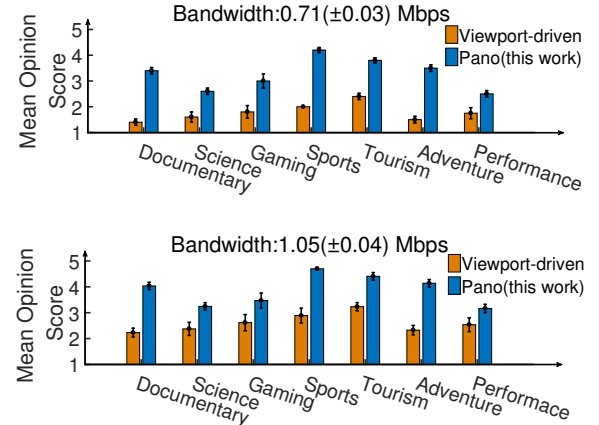 Bandwidth:0.71(±0.03) Mbps
Mean Opinion
Score
5
4
3
2
1
Viewport-driven
Pano(this work)
Documentary
Science
Gaming
Sports
Tourism
Adventure
Performance
Bandwidth:1.05(±0.04) Mbps
Mean Opinion
Score
5
4
3
2
1
Viewport-driven
Pano(this work)
Documentary
Science
Gaming
Sports
Tourism
Adventure
Performace